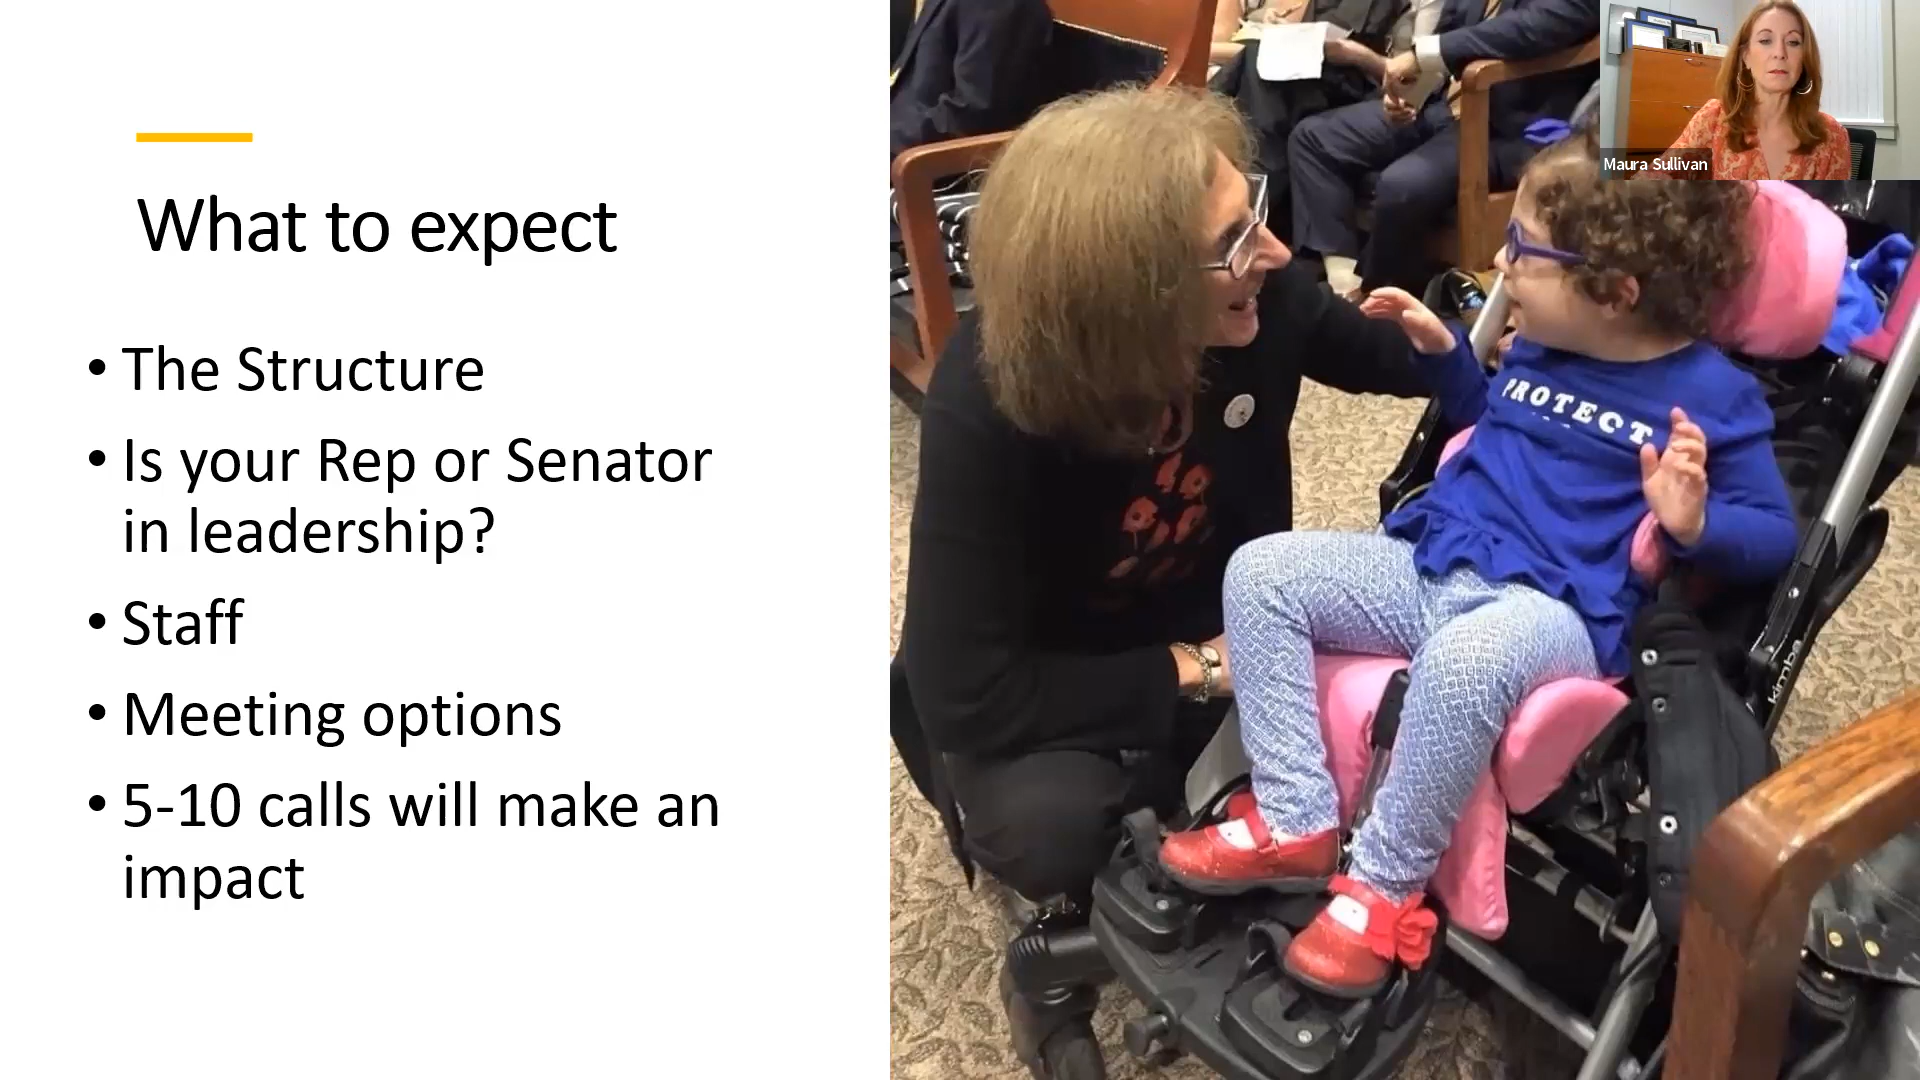 What to expect
• The Structure
• Is your Rep or Senator
in leadership?
• Staff
• Meeting options
• 5-10 calls will make an
impact
Maura Sullivan
PROTECT
kimba